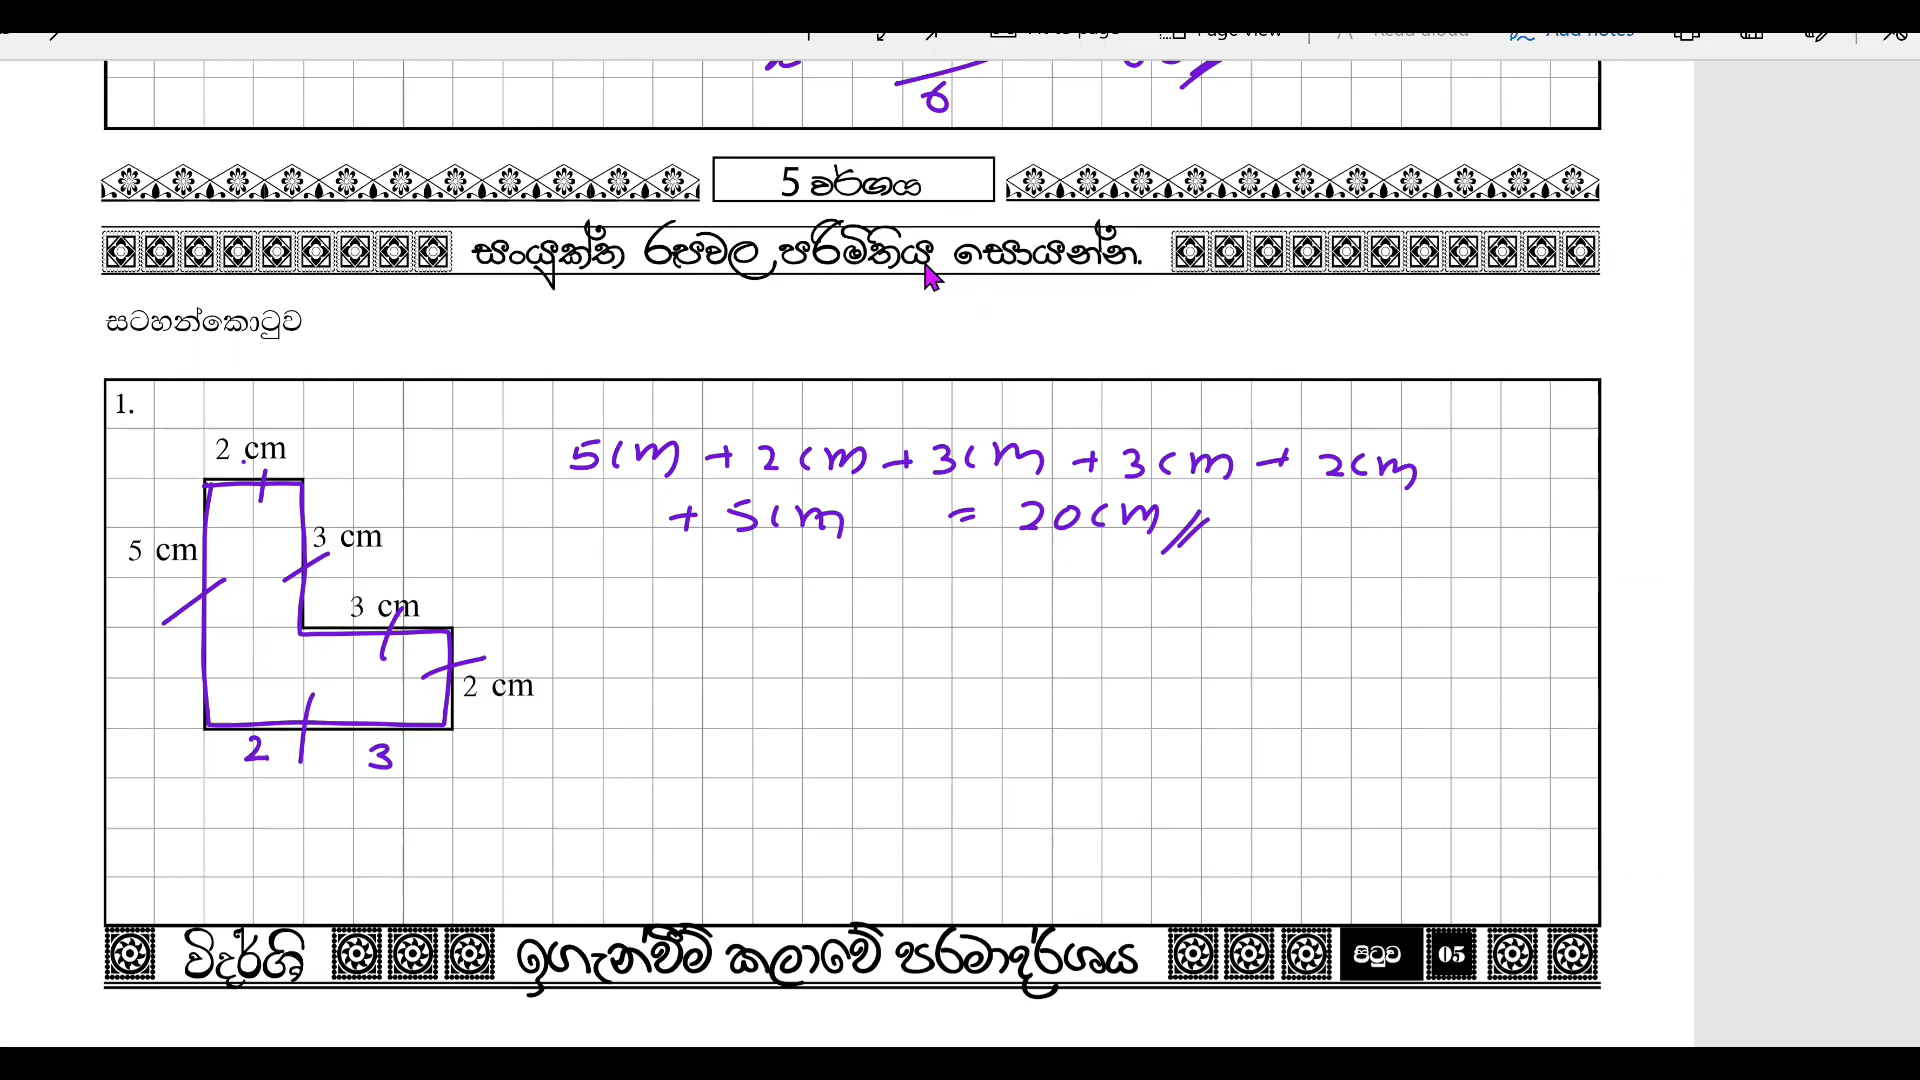 6
5 වර්ගය
සංයුක්ත රූපවල පරිමිතිය සොයන්න.
සටහන්කොටුව
1.
2 cm
5 cm
3 cm
3 cm
2 cm
2 3
5cm + 2cm + 3cm + 3cm + 2cm
+ 5cm = 20cm
විදර්ශි ඉගැන්වීම් කලාවේ පරමාදර්ශය පිටුව 05